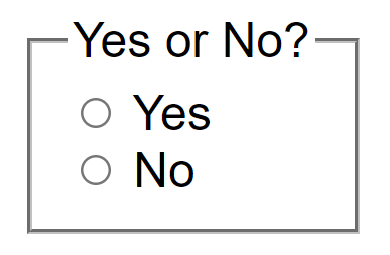 Yes or No?
Yes
No